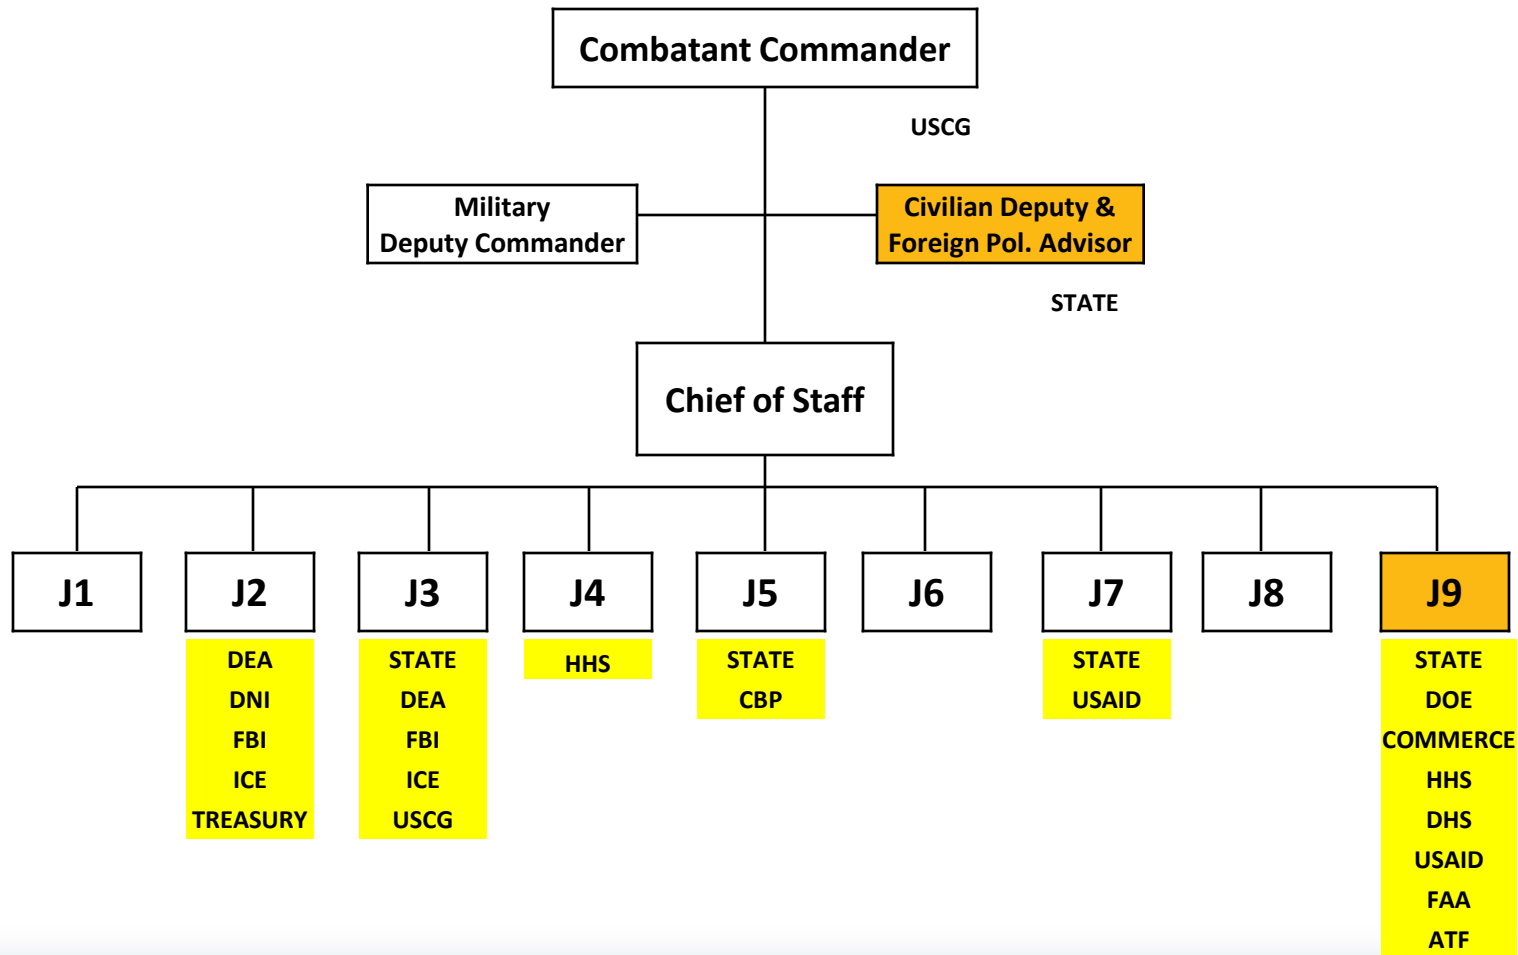 Combatant Commander
USCG
Military
Deputy Commander
Civilian Deputy &
Foreign Pol. Advisor
STATE
Chief of Staff
J1
J2
J3
J4
J5
J6
J7
J8
J9
DEA
DNI
FBI
ICE
TREASURY
STATE
DEA
FBI
ICE
USCG
HHS
STATE
CBP
STATE
USAID
STATE
DOE
COMMERCE
HHS
DHS
USAID
FAA
ATF